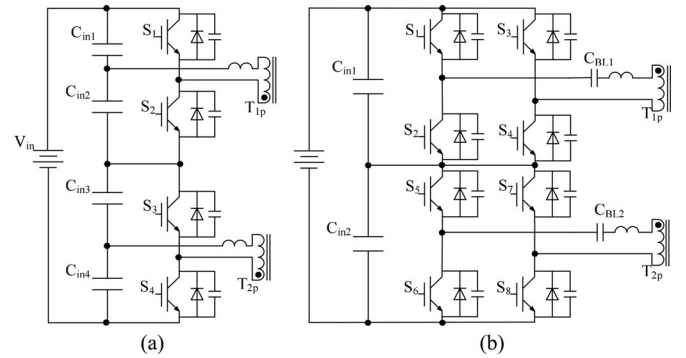 C_in1
S_1
C_in2
S_2
T_1p
V_in
C_in3
S_3
C_in4
S_4
T_2p
(a)
S_1
S_3
C_BL1
C_in1
T_1p
S_2
S_4
S_5
S_7
C_BL2
C_in2
T_2p
S_6
S_8
(b)